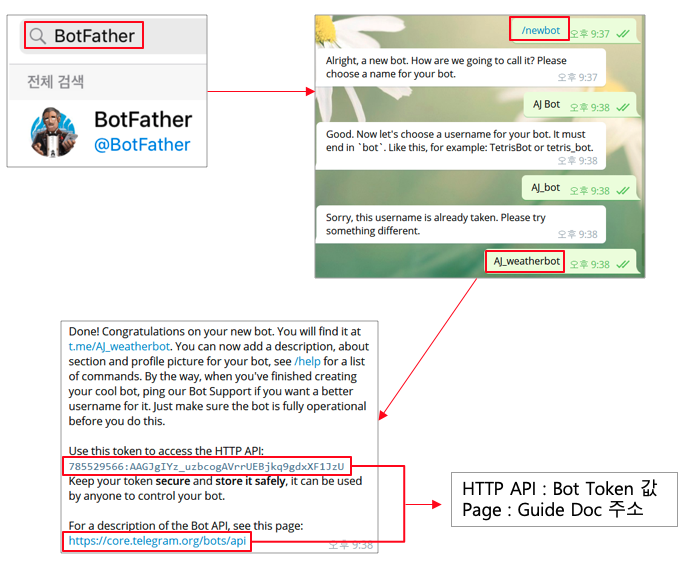 BotFather
전체 검색
BotFather
@BotFather
/newbot 오후 9:37
Alright, a new bot. How are we going to call it? Please
choose a name for your bot.
오후 9:37
AJ Bot 오후 9:38
Good. Now let's choose a username for your bot. It must
end in `bot`. Like this, for example: TetrisBot or tetris_bot.
오후 9:38
AJ_bot 오후 9:38
Sorry, this username is already taken. Please try
something different.
오후 9:38
AJ_weatherbot 오후 9:38
Done! Congratulations on your new bot. You will find it at
t.me/AJ_weatherbot. You can now add a description, about
section and profile picture for your bot, see /help for a list
of commands. By the way, when you've finished creating
your cool bot, ping our Bot Support if you want a better
username for it. Just make sure the bot is fully operational
before you do this.
Use this token to access the HTTP API:
785529566:AAGJgIYz_uzbcogAVrrUEBjkq9gdxXF1JzU
Keep your token secure and store it safely, it can be used
by anyone to control your bot.
For a description of the Bot API, see this page:
https://core.telegram.org/bots/api
오후 9:38
HTTP API : Bot Token 값
Page : Guide Doc 주소